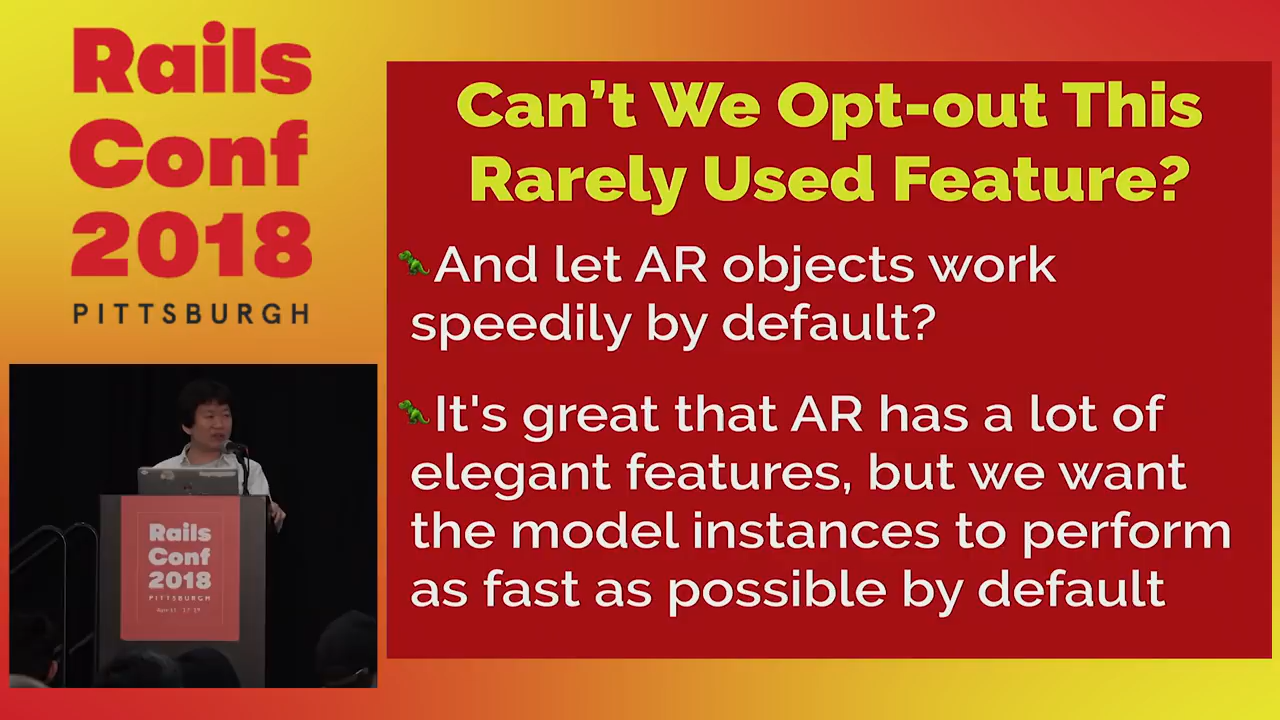 Rails
Conf
2018
PITTSBURGH
Can’t We Opt-out This
Rarely Used Feature?
And let AR objects work
speedily by default?
It's great that AR has a lot of
elegant features, but we want
the model instances to perform
as fast as possible by default
Rails
Conf
2018
PITTSBURGH